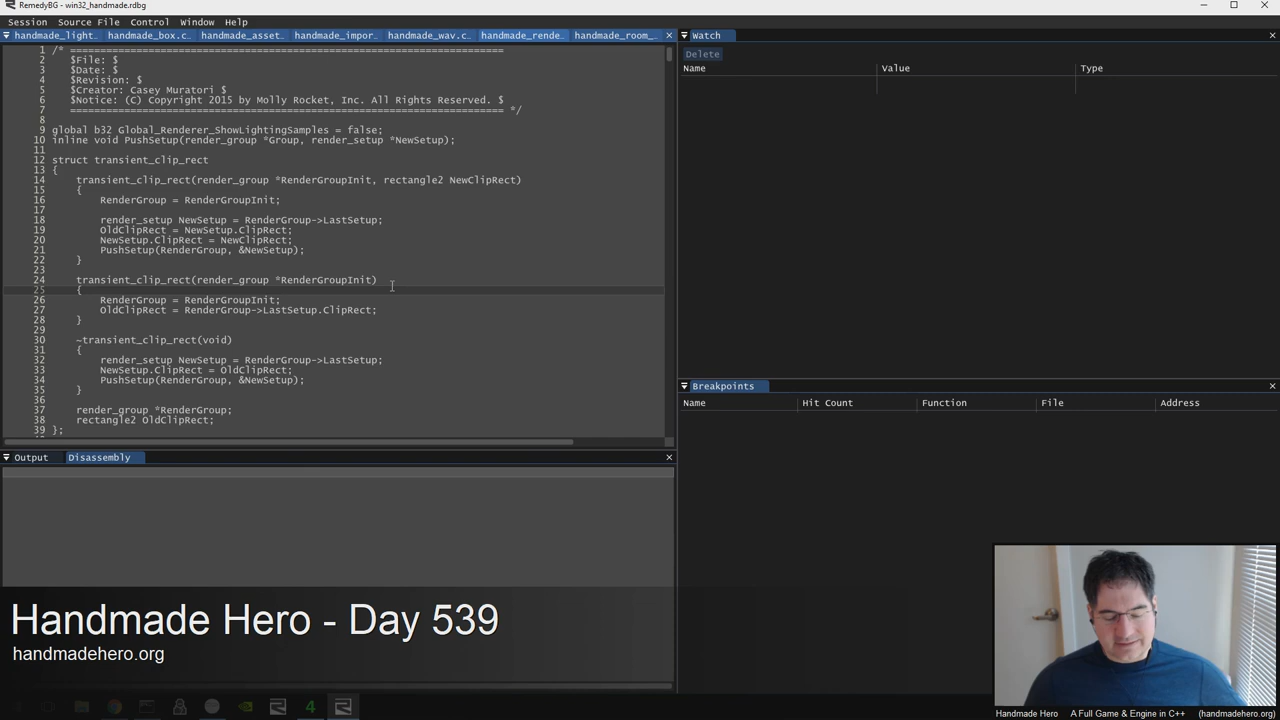 RemedyBG - win32_handmade.rdbg
Session Source File Control Window Help
handmade_light.. handmade_box.c.. handmade_asset.. handmade_impor.. handmade_wav.c.. handmade_rende.. handmade_room_..
1 /* ========================================================================
2 $File: $
3 $Date: $
4 $Revision: $
5 $Creator: Casey Muratori $
6 $Notice: (C) Copyright 2015 by Molly Rocket, Inc. All Rights Reserved. $
7 ======================================================================== */
8
9 global b32 Global_Renderer_ShowLightingSamples = false;
10 inline void PushSetup(render_group *Group, render_setup *NewSetup);
11
12 struct transient_clip_rect
13 {
14 transient_clip_rect(render_group *RenderGroupInit, rectangle2 NewClipRect)
15 {
16 RenderGroup = RenderGroupInit;
17
18 render_setup NewSetup = RenderGroup->LastSetup;
19 OldClipRect = NewSetup.ClipRect;
20 NewSetup.ClipRect = NewClipRect;
21 PushSetup(RenderGroup, &NewSetup);
22 }
23
24 transient_clip_rect(render_group *RenderGroupInit)
25 {
26 RenderGroup = RenderGroupInit;
27 OldClipRect = RenderGroup->LastSetup.ClipRect;
28 }
29
30 ~transient_clip_rect(void)
31 {
32 render_setup NewSetup = RenderGroup->LastSetup;
33 NewSetup.ClipRect = OldClipRect;
34 PushSetup(RenderGroup, &NewSetup);
35 }
36
37 render_group *RenderGroup;
38 rectangle2 OldClipRect;
39 };
Output Disassembly
Watch
Delete
Name Value Type
Breakpoints
Name Hit Count Function File Address
Handmade Hero - Day 539
handmadehero.org
4
Handmade Hero A Full Game & Engine in C++ (handmadehero.org)